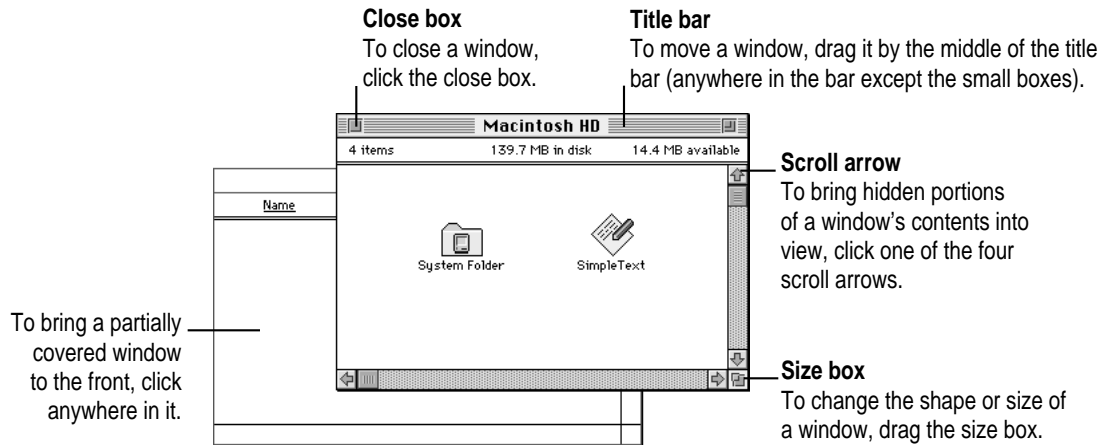 Close box
To close a window,
click the close box.
Title bar
To move a window, drag it by the middle of the title
bar (anywhere in the bar except the small boxes).
Macintosh HD
4 items 139.7 MB in disk 14.4 MB available
Name
System Folder
SimpleText
Scroll arrow
To bring hidden portions
of a window’s contents into
view, click one of the four
scroll arrows.
To bring a partially
covered window
to the front, click
anywhere in it.
Size box
To change the shape or size of
a window, drag the size box.